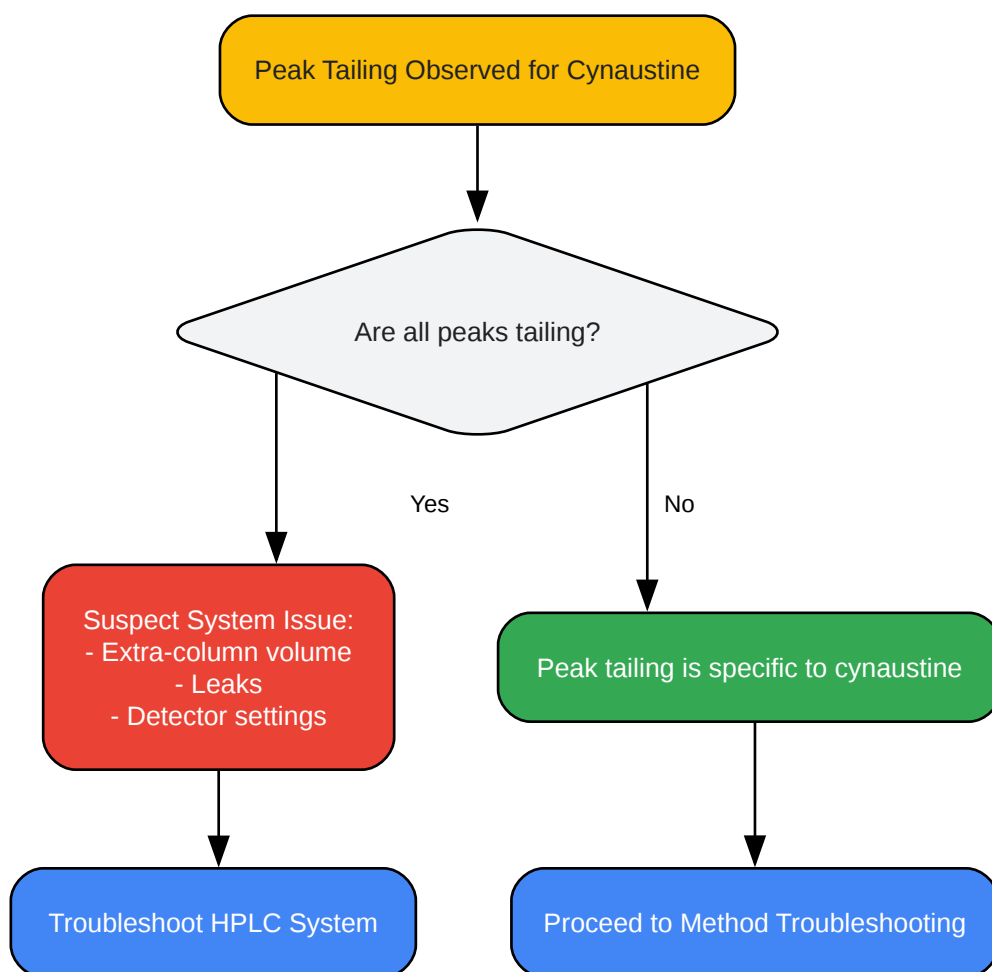 Peak Tailing Observed for Cynaustine
Are all peaks tailing?
Yes
No
Suspect System Issue:
- Extra-column volume
- Leaks
- Detector settings
Peak tailing is specific to cynaustine
Troubleshoot HPLC System
Proceed to Method Troubleshooting